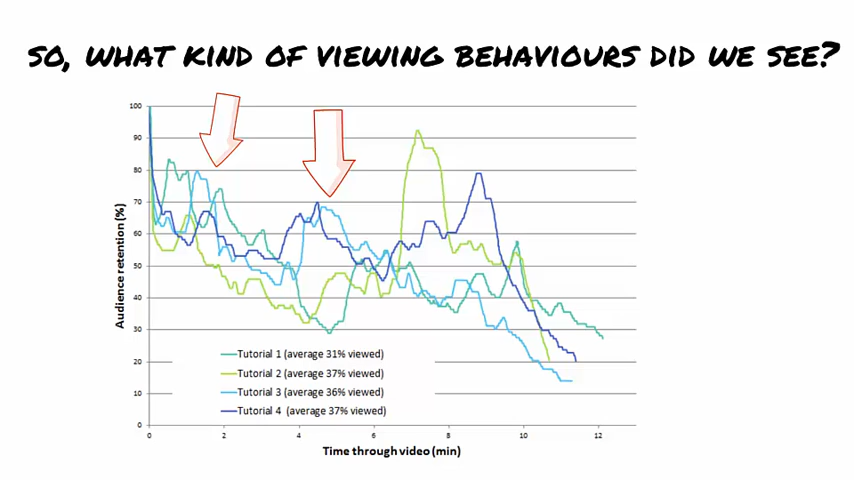 SO, WHAT KIND OF VIEWING BEHAVIOURS DID WE SEE?
100
90
80
70
60
50
40
30
20
10
0
Audience retention (%)
Tutorial 1 (average 31% viewed)
Tutorial 2 (average 37% viewed)
Tutorial 3 (average 36% viewed)
Tutorial 4 (average 37% viewed)
0 2 4 6 8 10 12
Time through video (min)